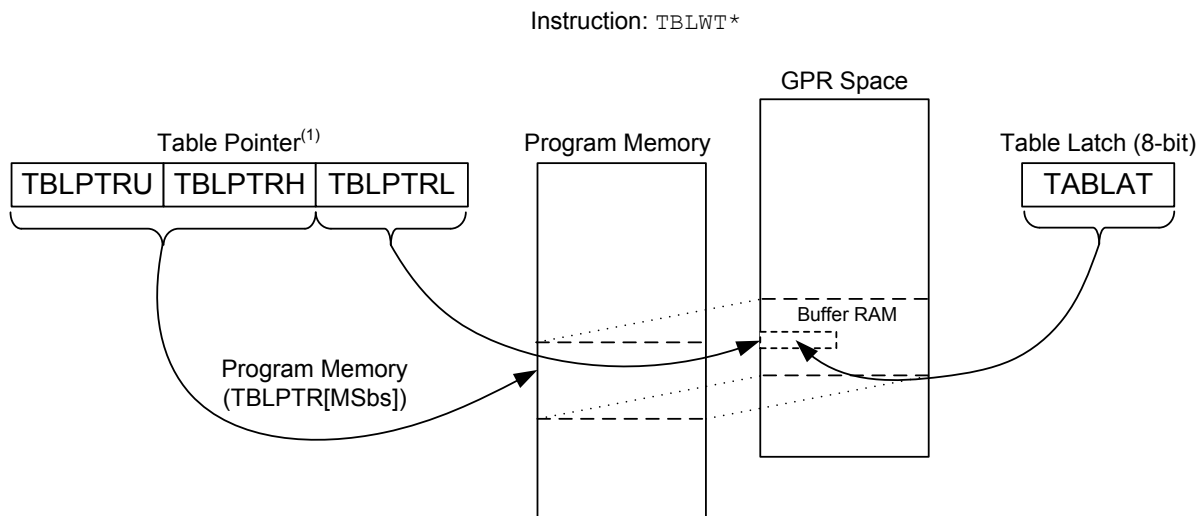 Instruction: TBLWT*
GPR Space
Table Pointer(1)
Program Memory
Table Latch (8-bit)
TBLPTRU TBLPTRH TBLPTRL
TABLAT
Buffer RAM
Program Memory
(TBLPTR[MSbs])